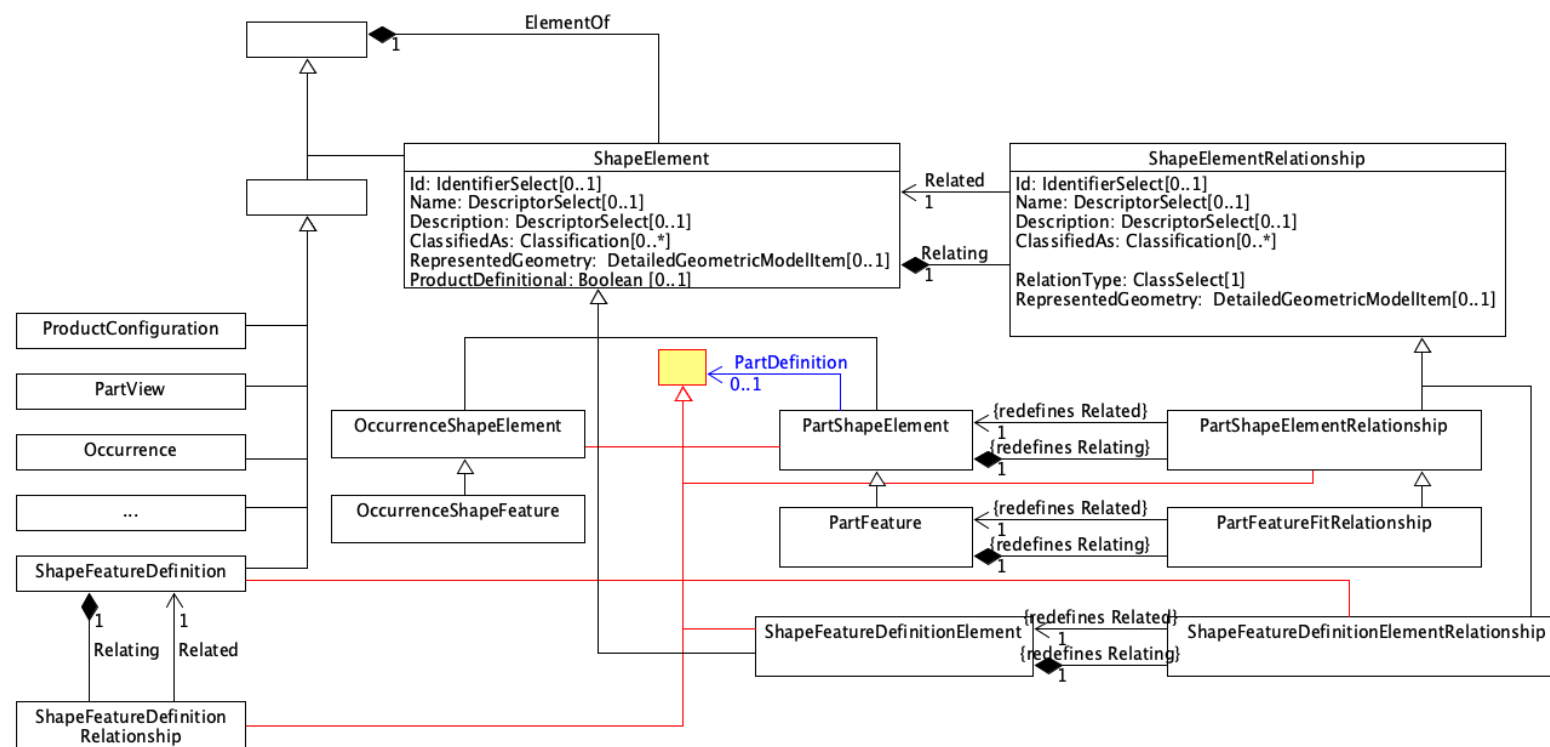 ElementOf
1
ShapeElement
Id: IdentifierSelect[0..1]
Name: DescriptorSelect[0..1]
Description: DescriptorSelect[0..1]
ClassifiedAs: Classification[0..*]
RepresentedGeometry: DetailedGeometricModelItem[0..1]
ProductDefinitional: Boolean [0..1]
Related
1
Relating
1
ShapeElementRelationship
Id: IdentifierSelect[0..1]
Name: DescriptorSelect[0..1]
Description: DescriptorSelect[0..1]
ClassifiedAs: Classification[0..*]
RelationType: ClassSelect[1]
RepresentedGeometry: DetailedGeometricModelItem[0..1]
ProductConfiguration
PartView
Occurrence
...
ShapeFeatureDefinition
1
1
Relating
Related
ShapeFeatureDefinition
Relationship
PartDefinition
0..1
OccurrenceShapeElement
OccurrenceShapeFeature
PartShapeElement
{redefines Related}
1
{redefines Relating}
1
PartShapeElementRelationship
PartFeature
{redefines Related}
1
{redefines Relating}
1
PartFeatureFitRelationship
ShapeFeatureDefinitionElement
{redefines Related}
1
{redefines Relating}
1
ShapeFeatureDefinitionElementRelationship